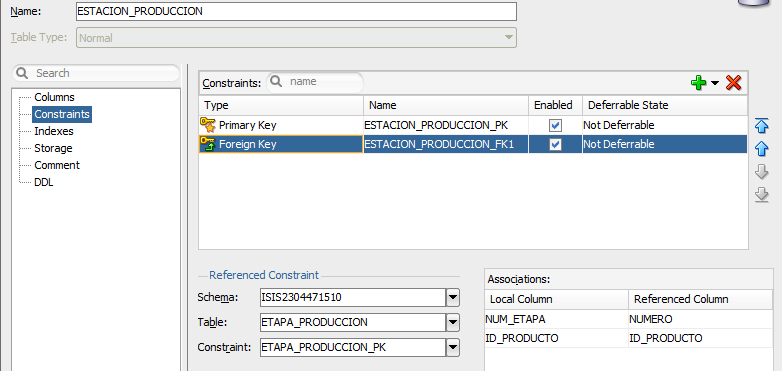 Name: ESTACION_PRODUCCION
Table Type: Normal
Search
Columns
Constraints
Indexes
Storage
Comment
DDL
Constraints: name
Type Name Enabled Deferrable State
Primary Key ESTACION_PRODUCCION_PK Not Deferrable
Foreign Key ESTACION_PRODUCCION_FK1 Not Deferrable
Referenced Constraint
Schema: ISIS2304471510
Table: ETAPA_PRODUCCION
Constraint: ETAPA_PRODUCCION_PK
Associations:
Local Column Referenced Column
NUM_ETAPA NUMERO
ID_PRODUCTO ID_PRODUCTO